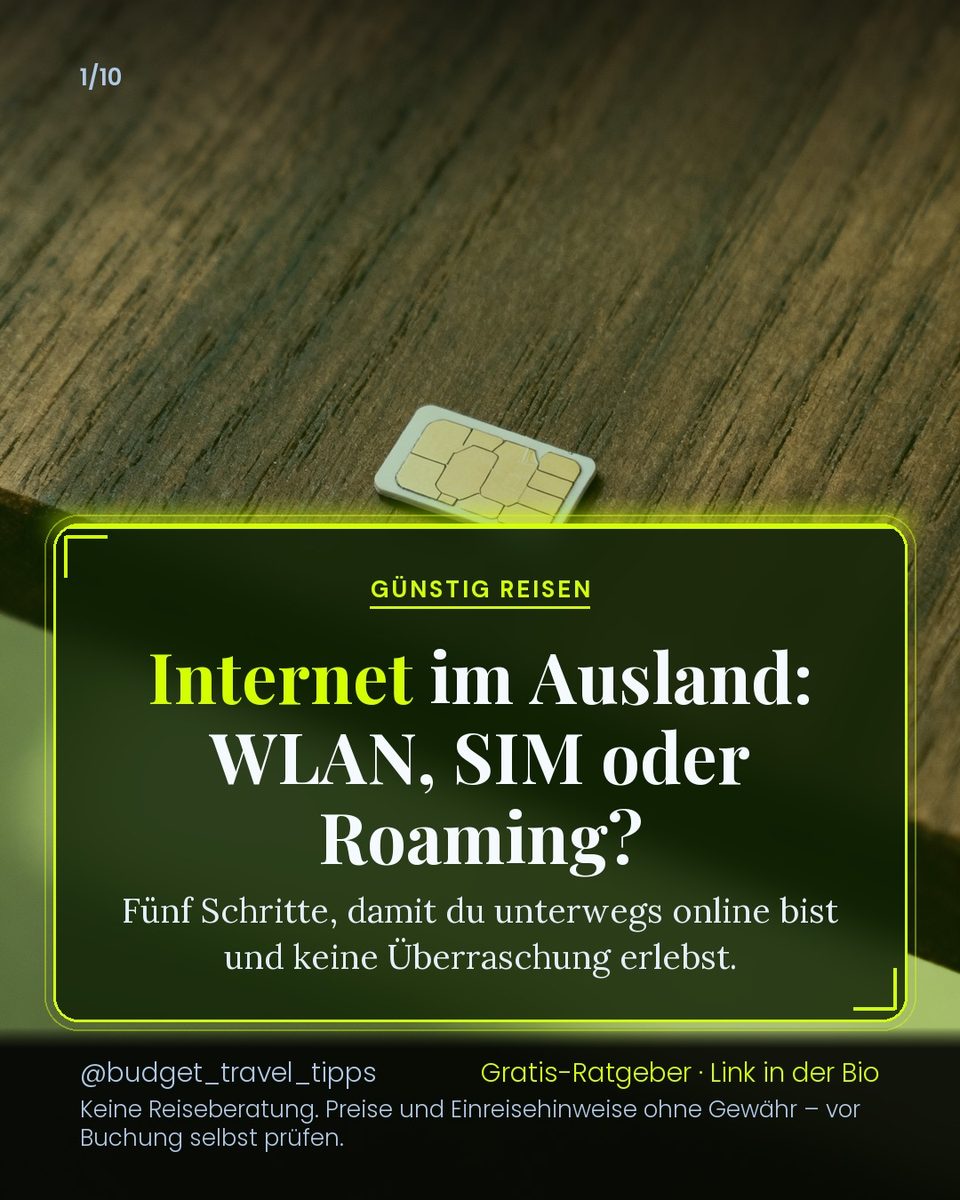 1/10
GÜNSTIG REISEN
Internet im Ausland:
WLAN, SIM oder
Roaming?
Fünf Schritte, damit du unterwegs online bist
und keine Überraschung erlebst.
@budget_travel_tipps
Gratis-Ratgeber · Link in der Bio
Keine Reiseberatung. Preise und Einreisehinweise ohne Gewähr – vor
Buchung selbst prüfen.